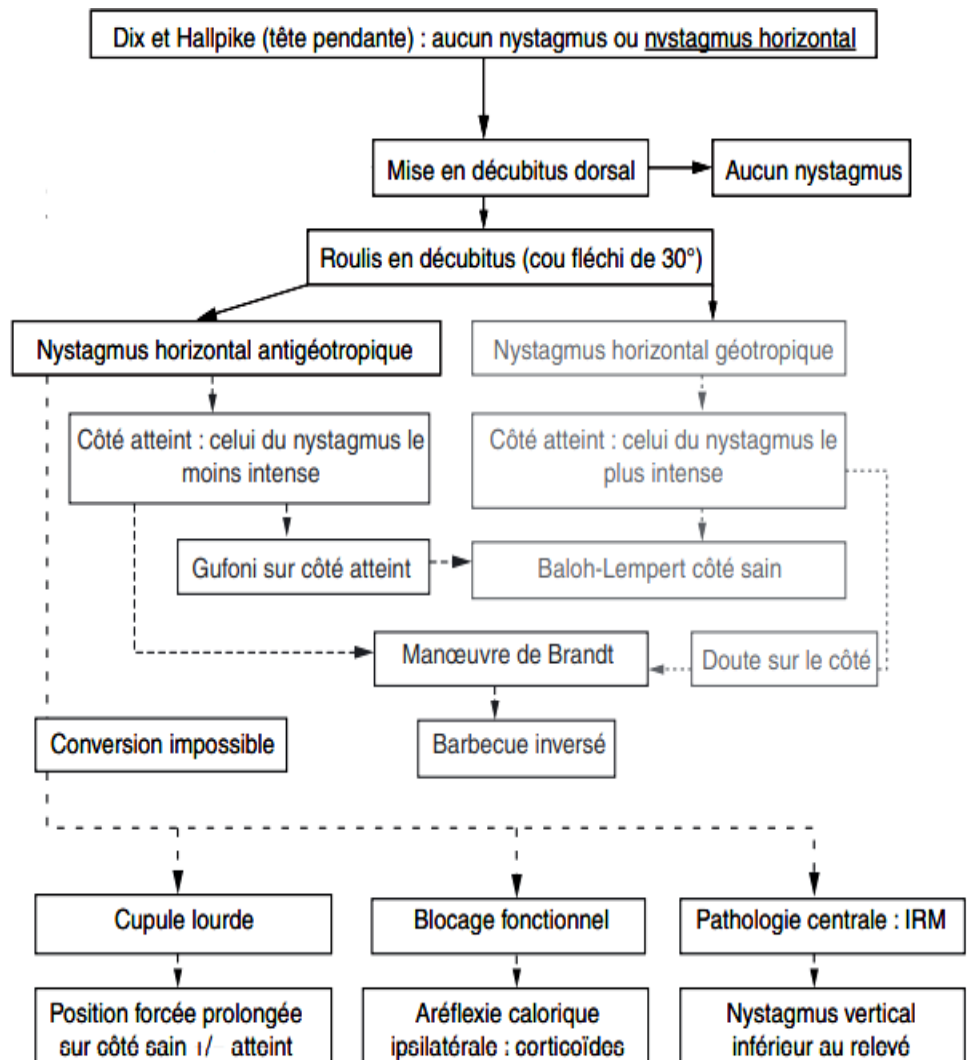 Dix et Hallpike (tête pendante) : aucun nystagmus ou nystagmus horizontal
Mise en décubitus dorsal
Aucun nystagmus
Roulis en décubitus (cou fléchi de 30°)
Nystagmus horizontal antigéotropique
Nystagmus horizontal géotropique
Côté atteint : celui du nystagmus le
moins intense
Côté atteint : celui du nystagmus le
plus intense
Gufoni sur côté atteint
Baloh-Lempert côté sain
Manœuvre de Brandt
Doute sur le côté
Conversion impossible
Barbecue inversé
Cupule lourde
Blocage fonctionnel
Pathologie centrale : IRM
Position forcée prolongée
sur côté sain atteint
Aréflexie calorique
ipsilatérale : corticoïdes
Nystagmus vertical
inférieur au relevé